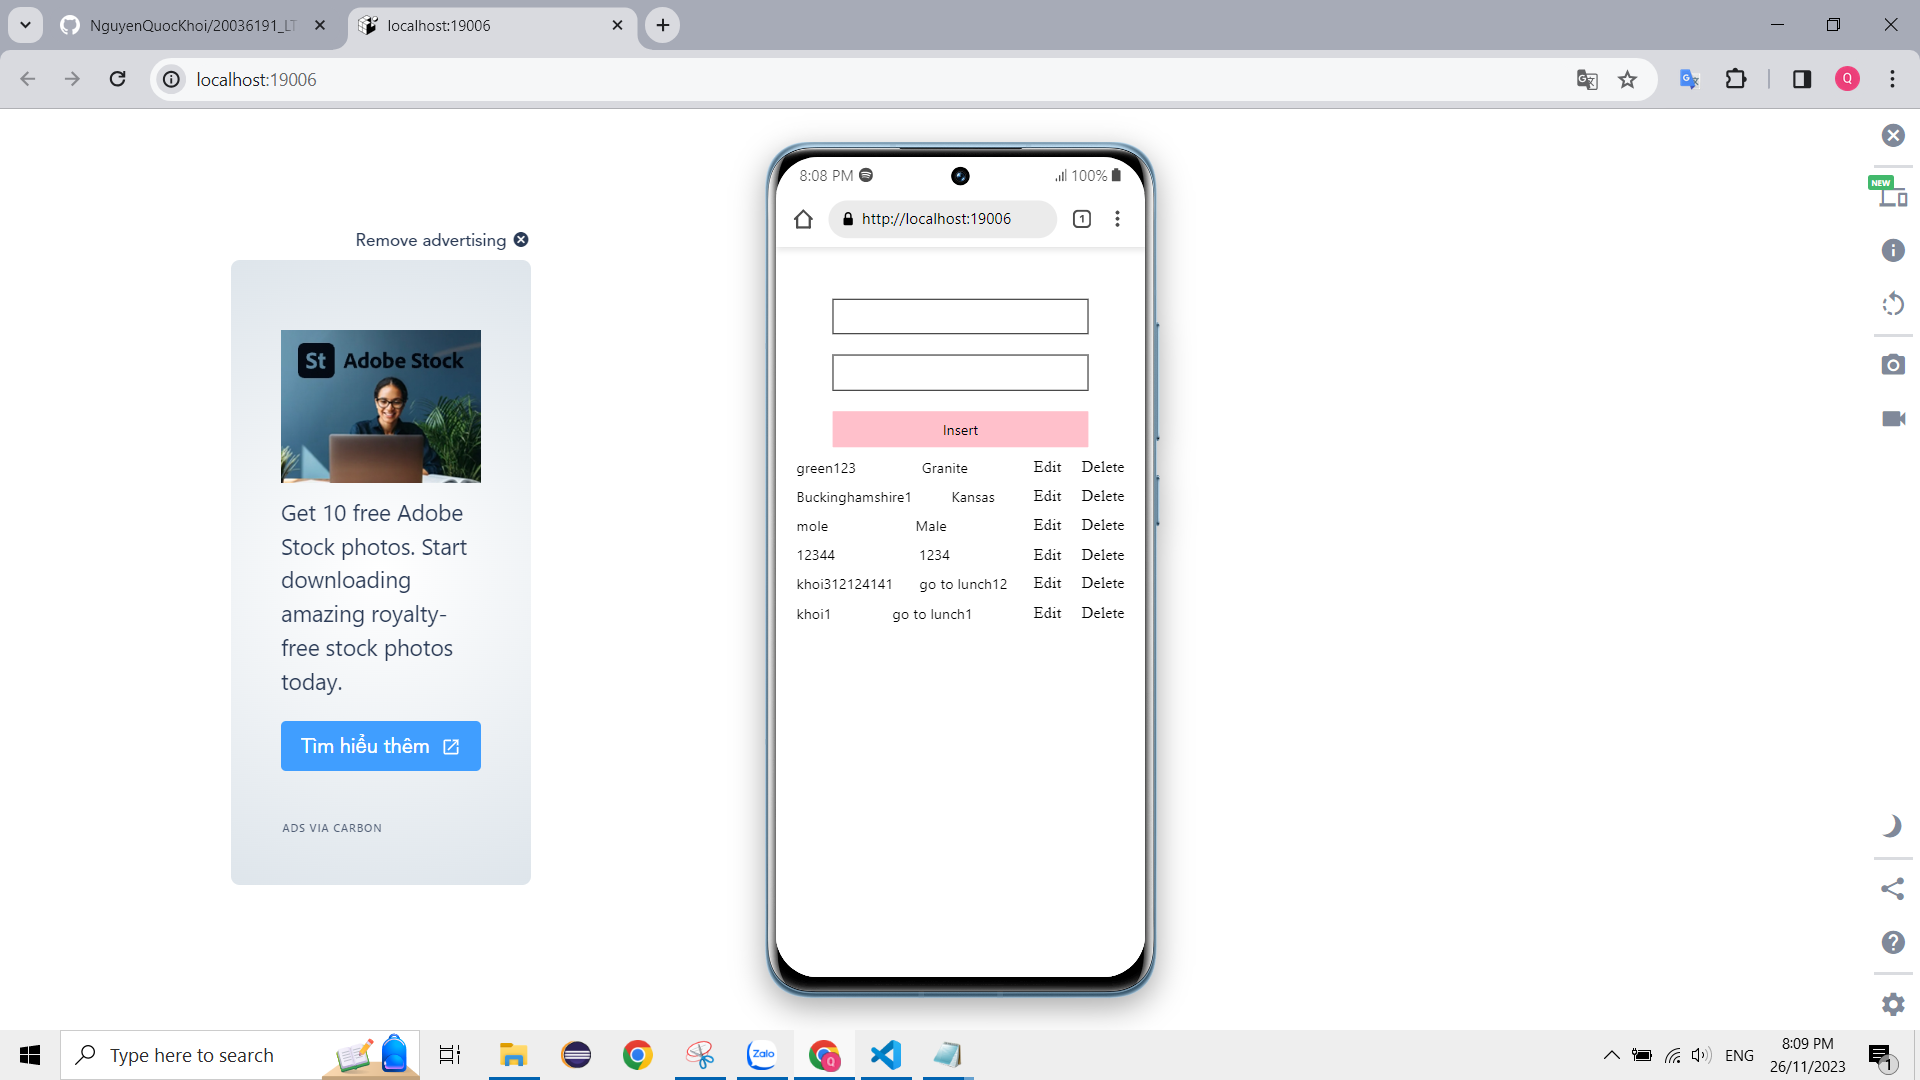 NguyenQuocKhoi/20036191_LT
localhost:19006
localhost:19006
Q
NEW
8:08 PM
100%
http://localhost:19006
1
Insert
green123 Granite Edit Delete
Buckinghamshire1 Kansas Edit Delete
mole Male Edit Delete
12344 1234 Edit Delete
khoi312124141 go to lunch12 Edit Delete
khoi1 go to lunch1 Edit Delete
Remove advertising
St Adobe Stock
Get 10 free Adobe
Stock photos. Start
downloading
amazing royalty-
free stock photos
today.
Tìm hiểu thêm
ADS VIA CARBON
Type here to search
Zalo
Q
ENG
8:09 PM
26/11/2023
1